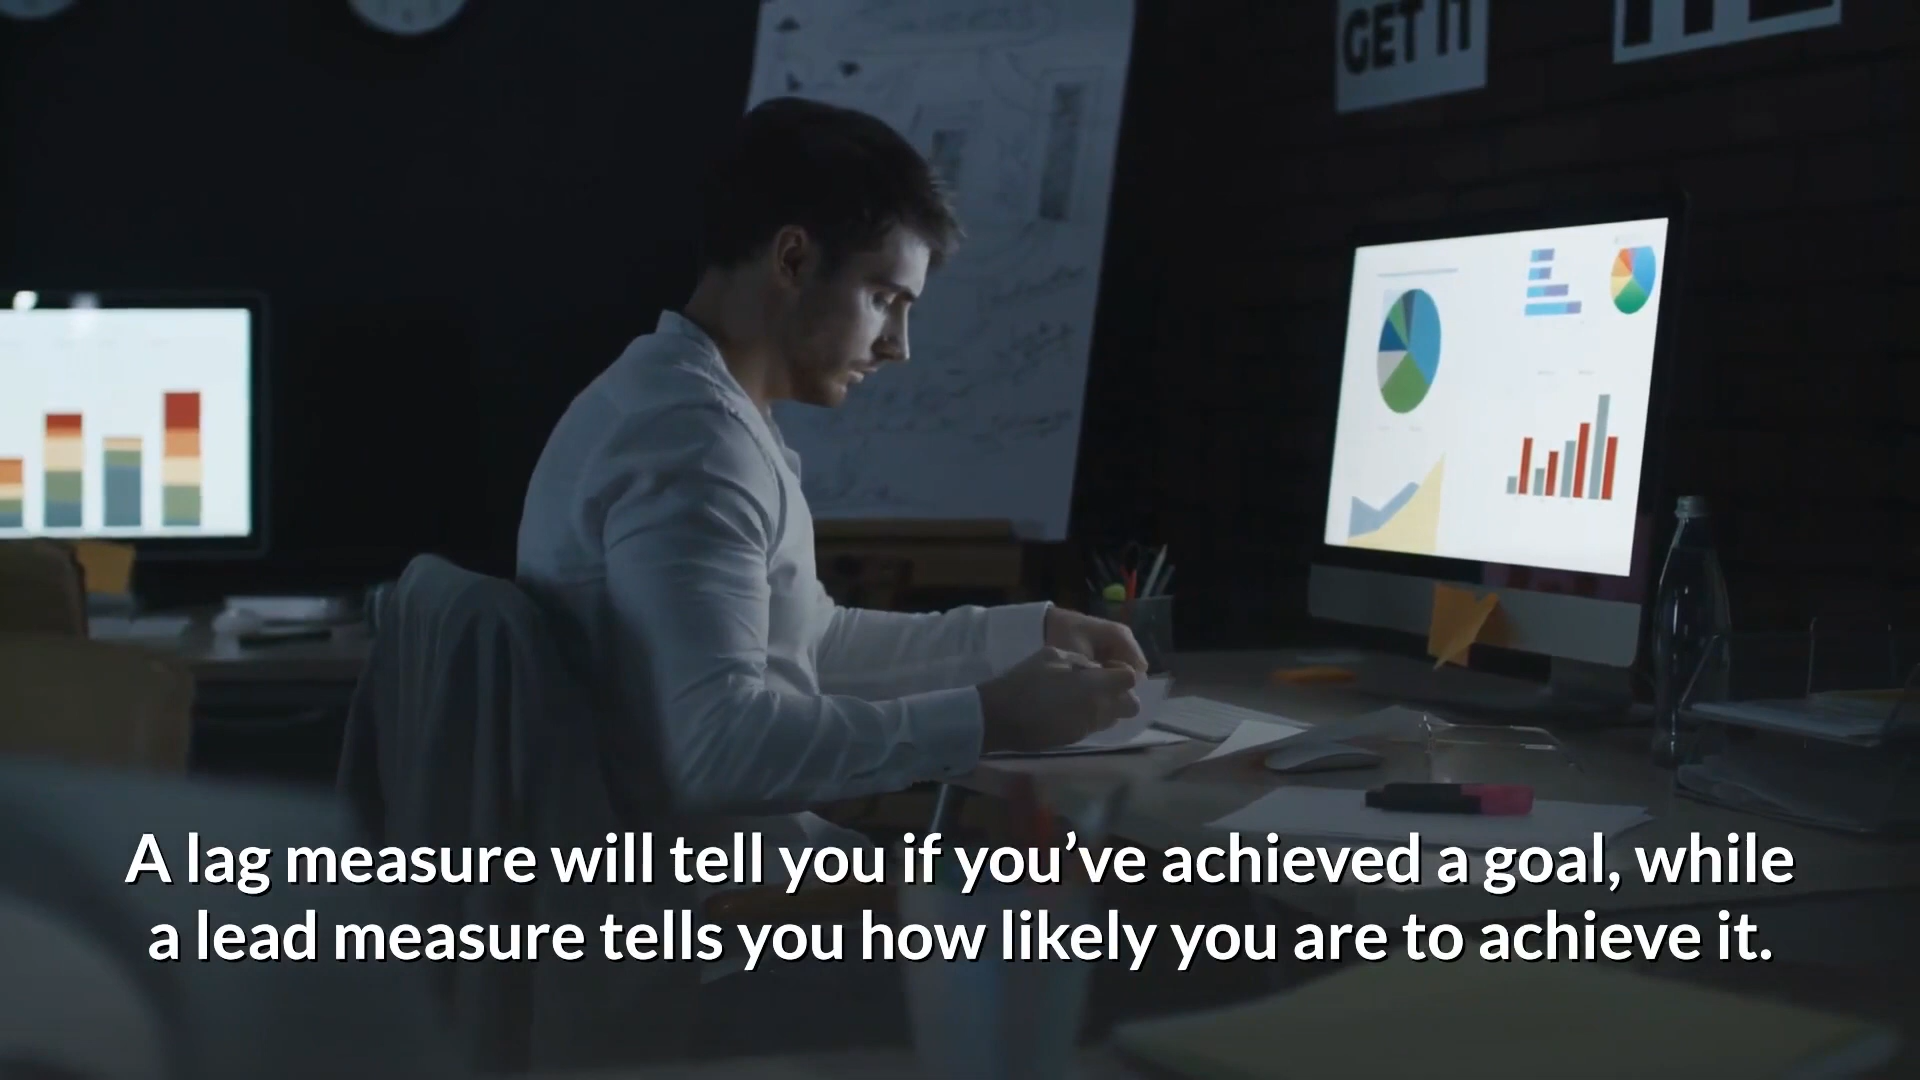 GET IT
A lag measure will tell you if you’ve achieved a goal, while
a lead measure tells you how likely you are to achieve it.